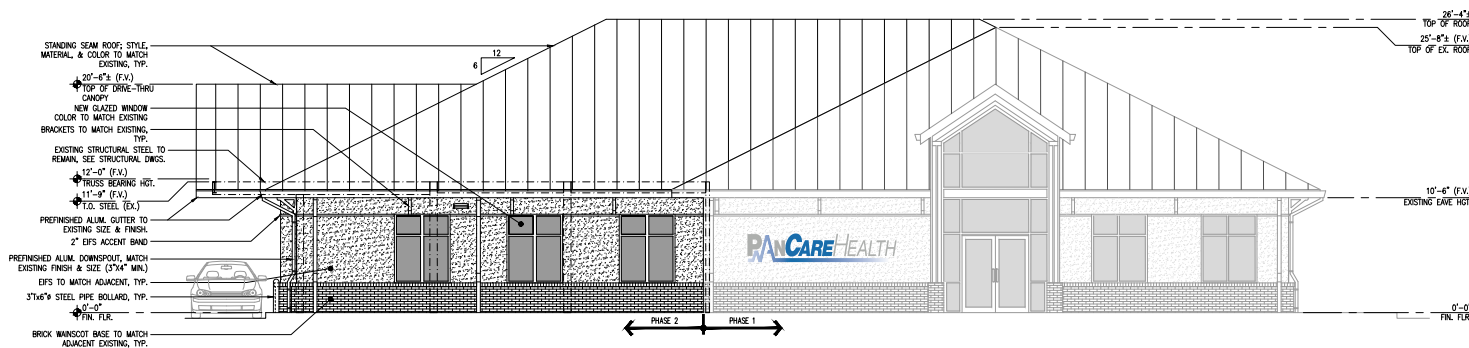 STANDING SEAM ROOF; STYLE,
MATERIAL, & COLOR TO MATCH
EXISTING, TYP.
20'-6"± (F.V.)
TOP OF DRIVE-THRU
CANOPY
NEW GLAZED WINDOW
COLOR TO MATCH EXISTING
BRACKETS TO MATCH EXISTING,
TYP.
EXISTING STRUCTURAL STEEL TO
REMAIN, SEE STRUCTURAL DWGS.
12'-0" (F.V.)
TRUSS BEARING HGT.
11'-9" (F.V.)
T.O. STEEL (EX.)
PREFINISHED ALUM. GUTTER TO
EXISTING SIZE & FINISH.
2" EIFS ACCENT BAND
PREFINISHED ALUM. DOWNSPOUT, MATCH
EXISTING FINISH & SIZE (3"X4" MIN.)
EIFS TO MATCH ADJACENT, TYP.
3'Tx6"ø STEEL PIPE BOLLARD, TYP.
0'-0"
FIN. FLR.
BRICK WAINSCOT BASE TO MATCH
ADJACENT EXISTING, TYP.
12
6
PANCAREHEALTH
PHASE 2
PHASE 1
26'-4"±
TOP OF ROOF
25'-8"± (F.V.
TOP OF EX. ROOF
10'-6" (F.V.
EXISTING EAVE HGT
0'-0
FIN. FLR